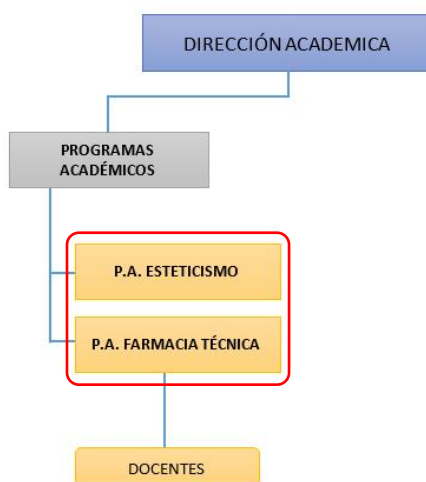 DIRECCIÓN ACADEMICA
PROGRAMAS
ACADÉMICOS
P.A. ESTETICISMO
P.A. FARMACIA TÉCNICA
DOCENTES